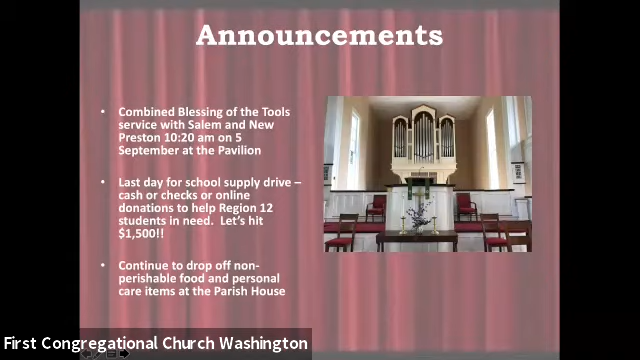 Announcements
• Combined Blessing of the Tools
service with Salem and New
Preston 10:20 am on 5
September at the Pavilion
• Last day for school supply drive –
cash or checks or online
donations to help Region 12
students in need.  Let's hit
$1,500!!
• Continue to drop off non-
perishable food and personal
care items at the Parish House
First Congregational Church Washington